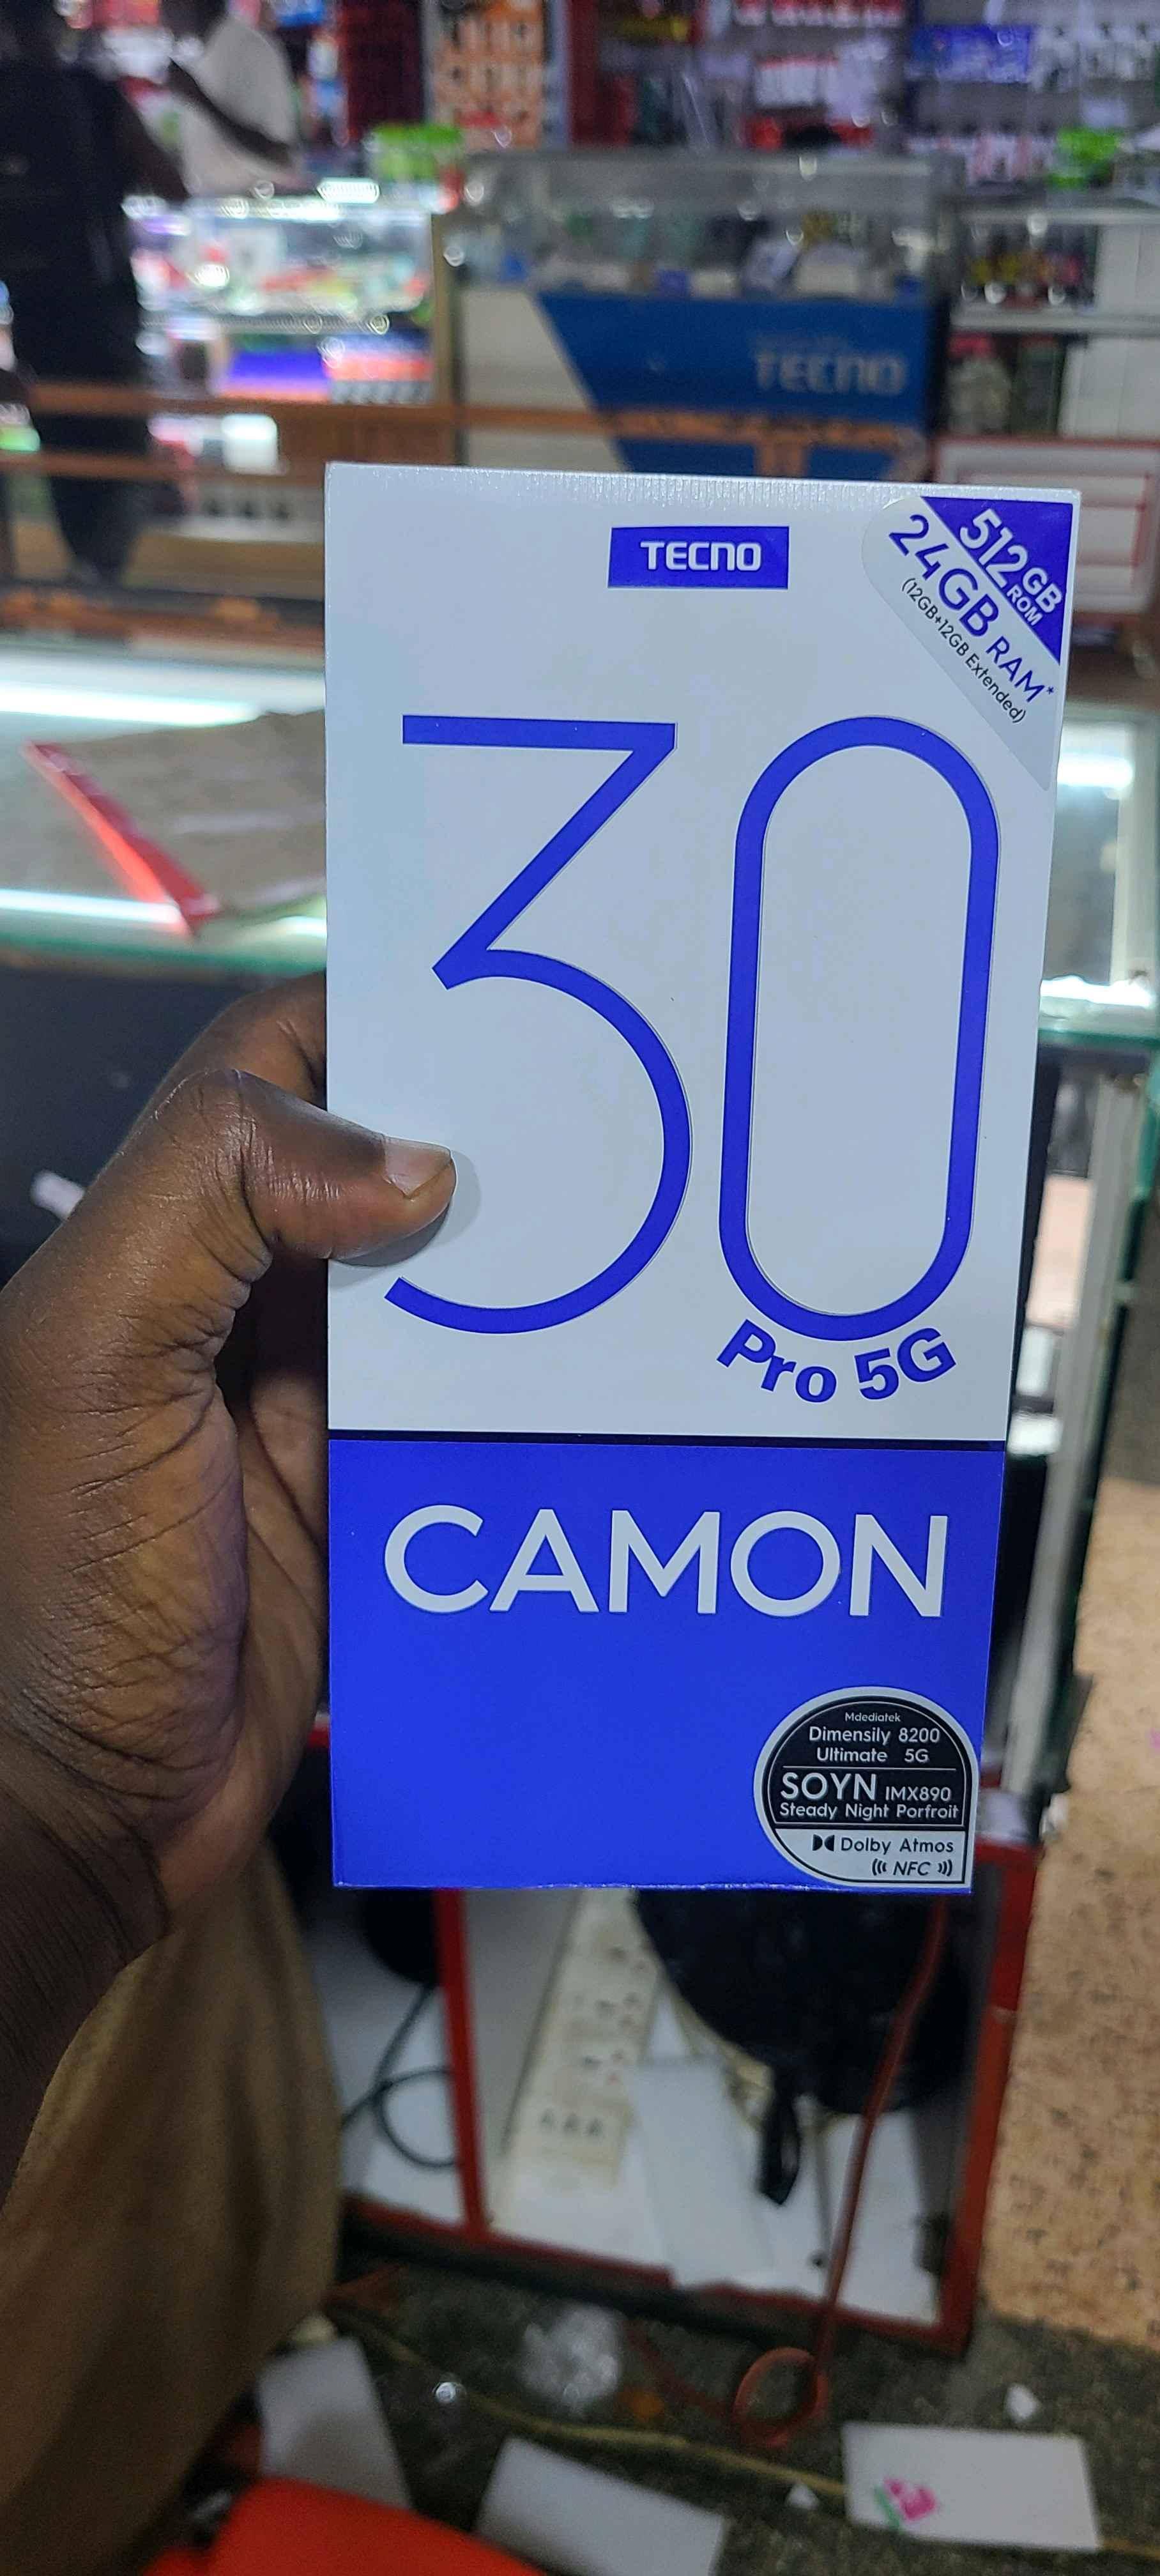 TECNO
TECNO
512GB ROM
24GB RAM*
(12GB+12GB Extended)
30
Pro 5G
CAMON
Mdediatek
Dimensily 8200
Ultimate 5G
SOYN IMX890
Steady Night Porfroit
Dolby Atmos
NFC